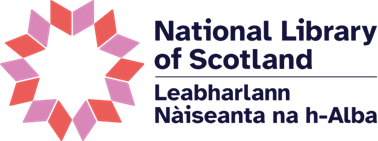 National Library
of Scotland
Leabharlann
Nàiseanta na h-Alba